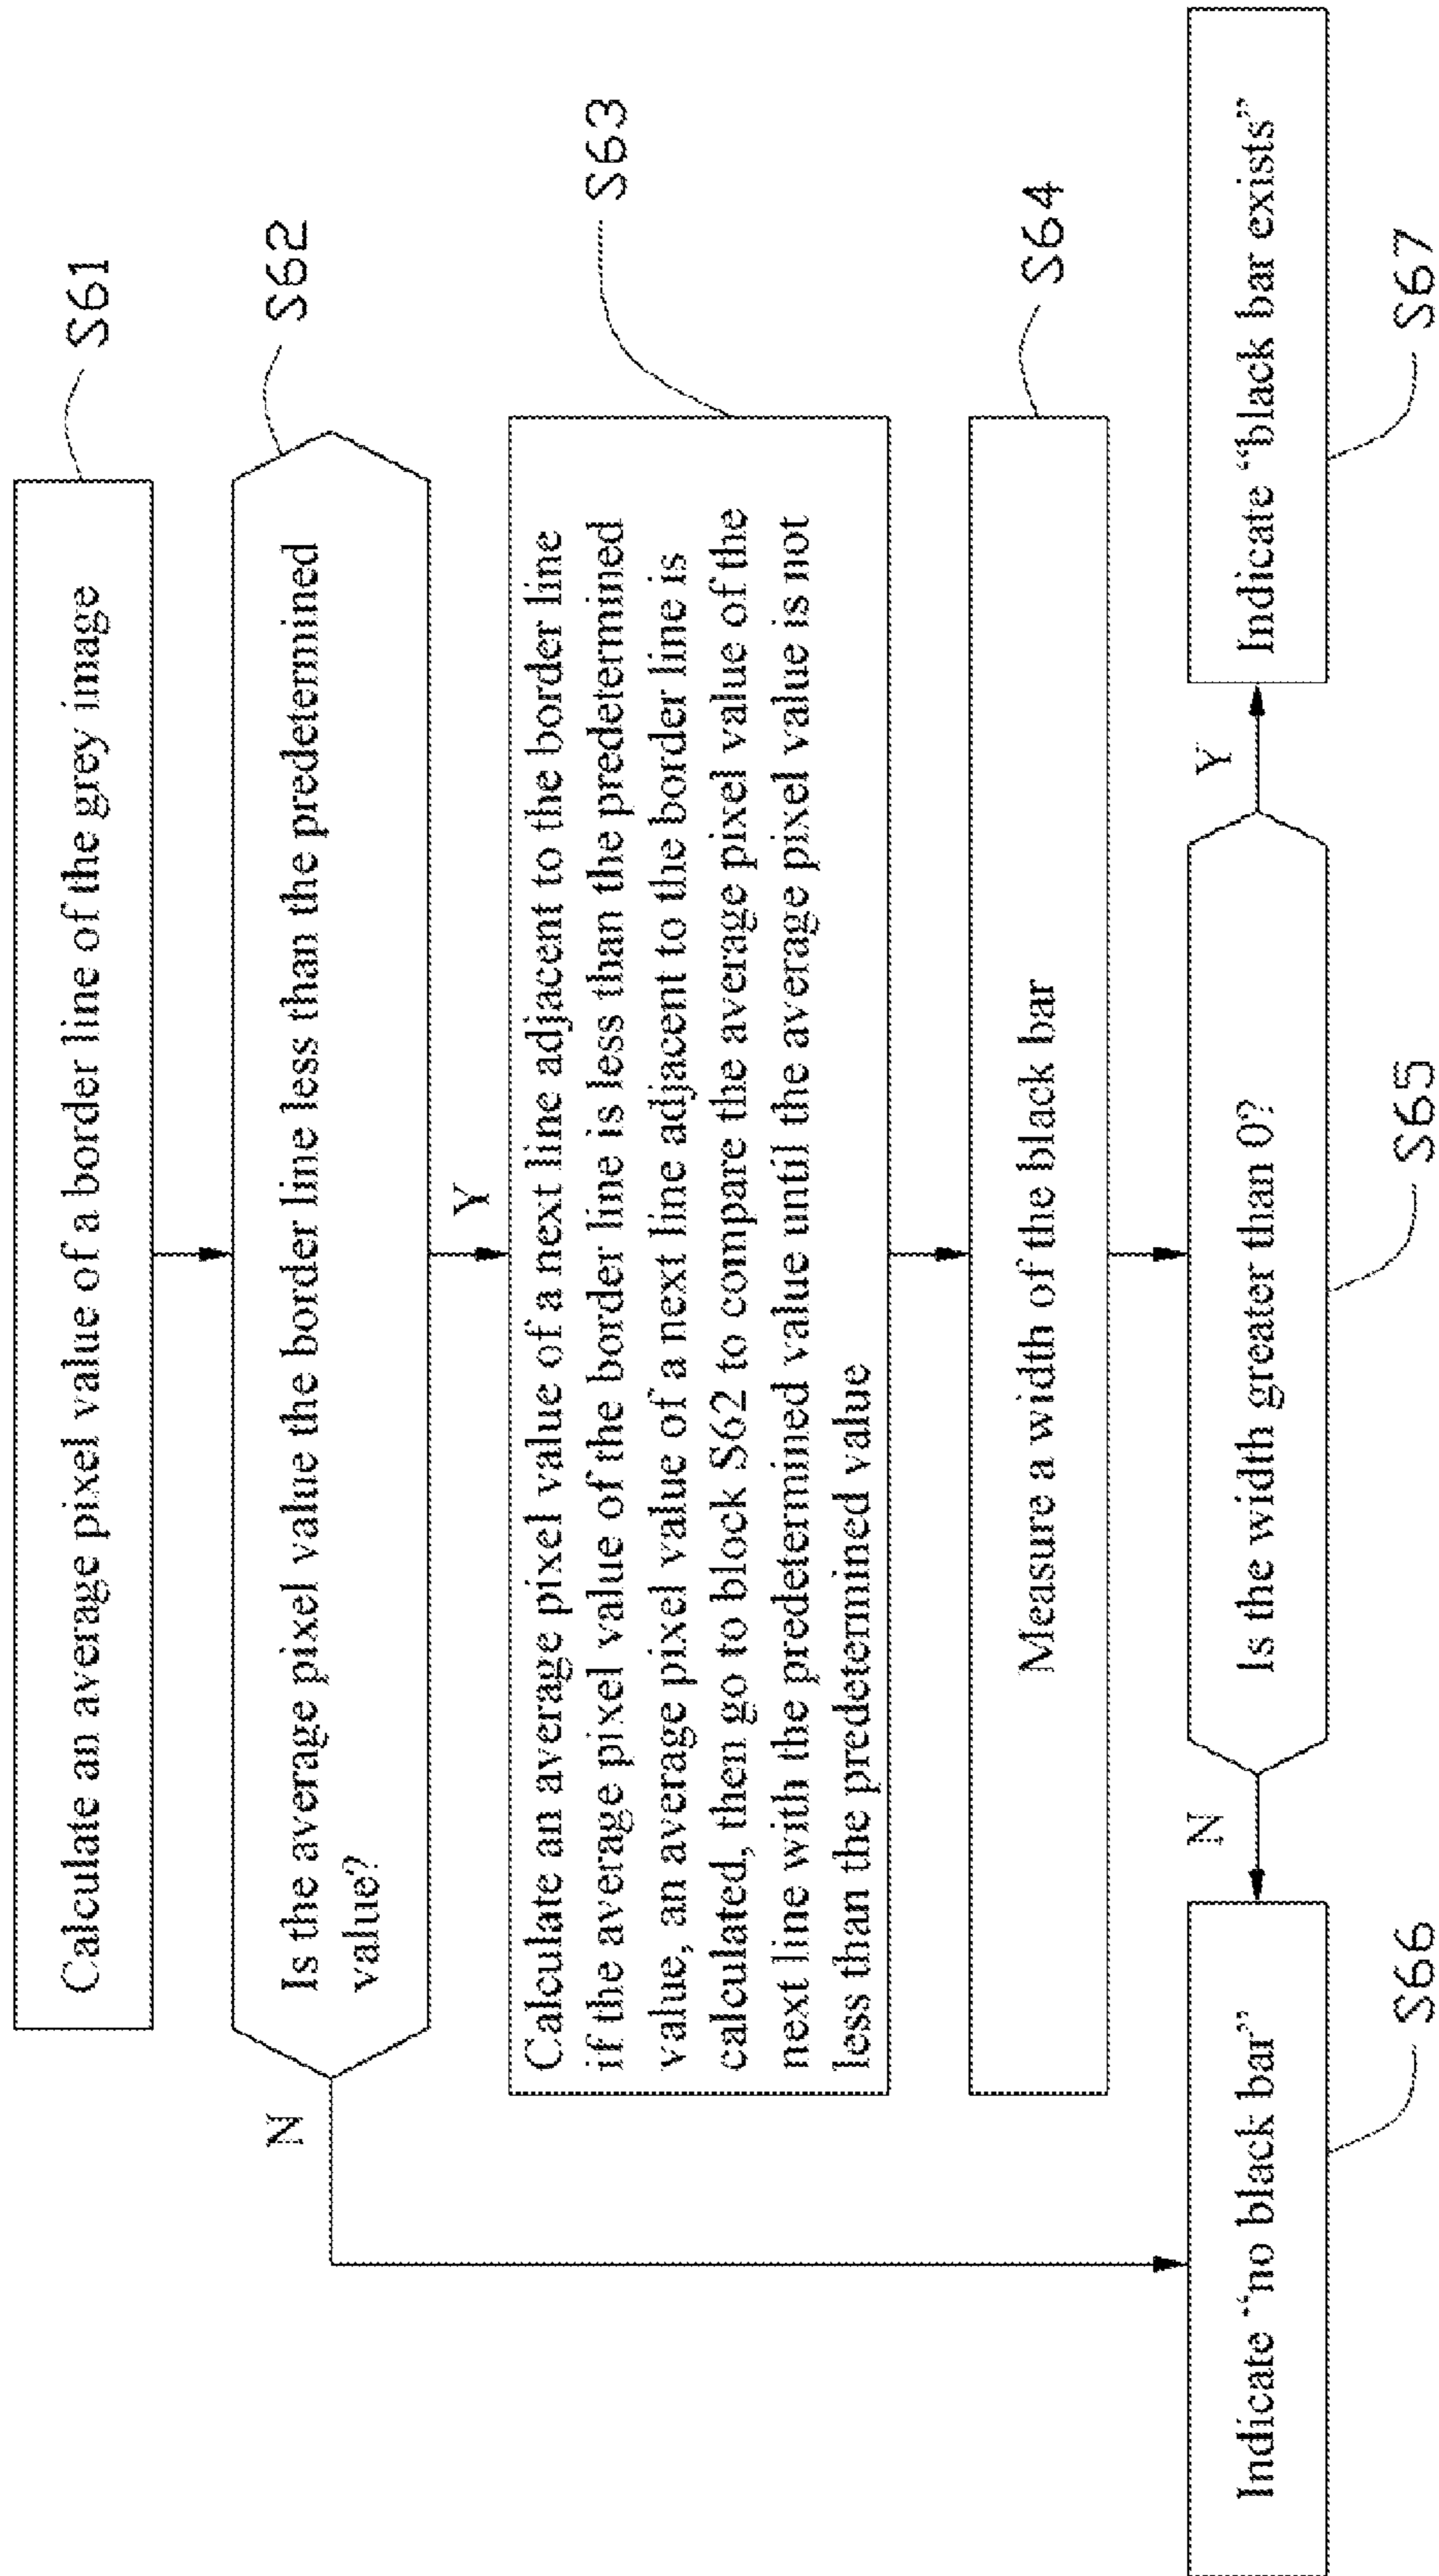 Calculate an average pixel value of a border line of the grey image
S61
Is the average pixel value the border line less than the predetermined
value?
S62
N
Y
Calculate an average pixel value of a next line adjacent to the border line
if the average pixel value of the border line is less than the predetermined
value, an average pixel value of a next line adjacent to the border line is
calculated, then go to block S62 to compare the average pixel value of the
next line with the predetermined value until the average pixel value is not
less than the predetermined value
S63
Measure a width of the black bar
S64
Indicate “no black bar”
S66
N
Is the width greater than 0?
S65
Y
Indicate “black bar exists”
S67